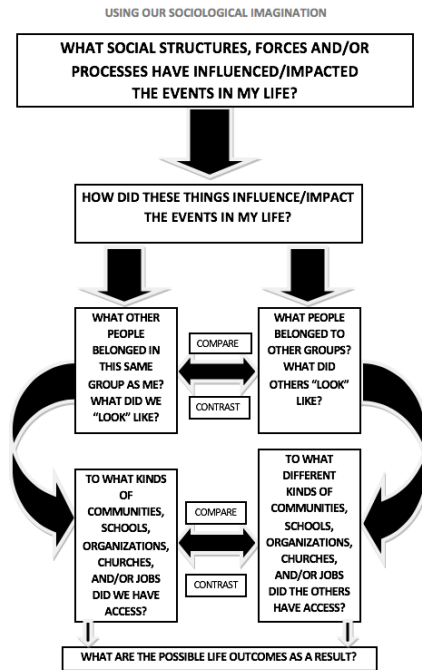 USING OUR SOCIOLOGICAL IMAGINATION
WHAT SOCIAL STRUCTURES, FORCES AND/OR
PROCESSES HAVE INFLUENCED/IMPACTED
THE EVENTS IN MY LIFE?
HOW DID THESE THINGS INFLUENCE/IMPACT
THE EVENTS IN MY LIFE?
WHAT OTHER
PEOPLE
BELONGED IN
THIS SAME
GROUP AS ME?
WHAT DID WE
“LOOK” LIKE?
COMPARE
CONTRAST
WHAT PEOPLE
BELONGED TO
OTHER GROUPS?
WHAT DID
OTHERS “LOOK”
LIKE?
TO WHAT KINDS
OF
COMMUNITIES,
SCHOOLS,
ORGANIZATIONS,
CHURCHES,
AND/OR JOBS
DID WE HAVE
ACCESS?
COMPARE
CONTRAST
TO WHAT
DIFFERENT
KINDS OF
COMMUNITIES,
SCHOOLS,
ORGANIZATIONS,
CHURCHES,
AND/OR JOBS
DID THE OTHERS
HAVE ACCESS?
WHAT ARE THE POSSIBLE LIFE OUTCOMES AS A RESULT?